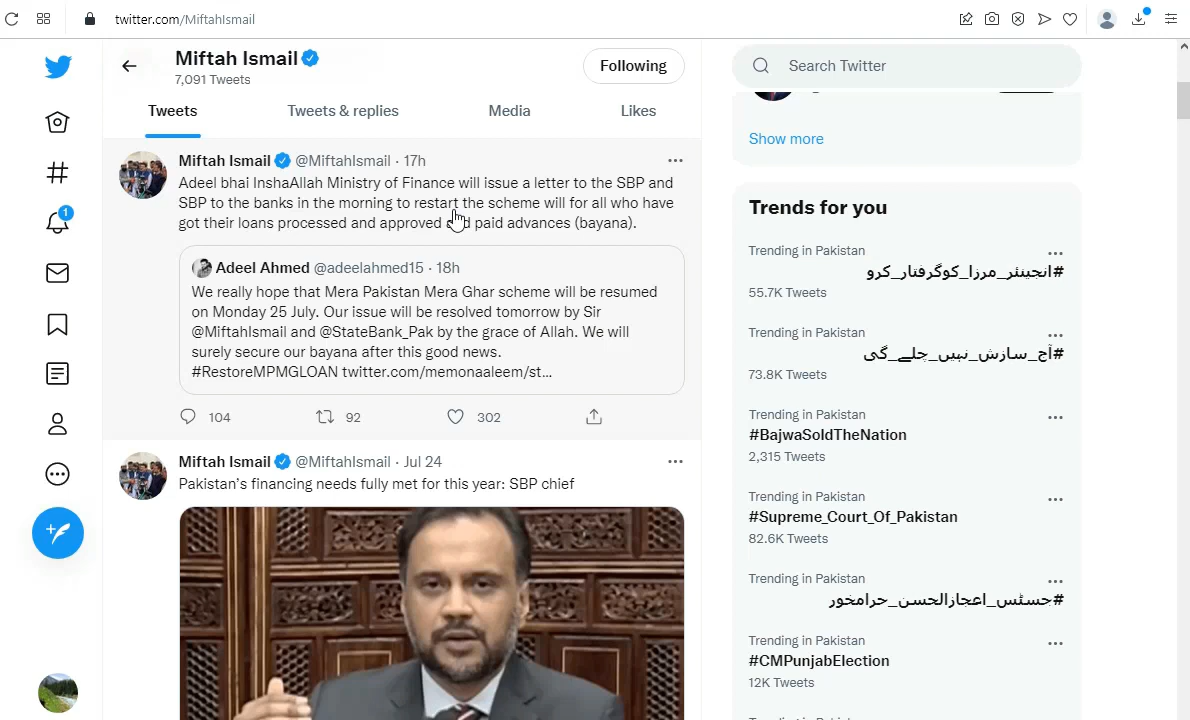 twitter.com/MiftahIsmail
Miftah Ismail
7,091 Tweets
Following
Search Twitter
Tweets
Tweets & replies
Media
Likes
Show more
Miftah Ismail @MiftahIsmail · 17h
Adeel bhai InshaAllah Ministry of Finance will issue a letter to the SBP and
SBP to the banks in the morning to restart the scheme will for all who have
got their loans processed and approved and paid advances (bayana).
Adeel Ahmed @adeelahmed15 · 18h
We really hope that Mera Pakistan Mera Ghar scheme will be resumed
on Monday 25 July. Our issue will be resolved tomorrow by Sir
@MiftahIsmail and @StateBank_Pak by the grace of Allah. We will
surely secure our bayana after this good news.
#RestoreMPMGLOAN twitter.com/memonaaleem/st...
104 92 302
Miftah Ismail @MiftahIsmail · Jul 24
Pakistan's financing needs fully met for this year: SBP chief
1
Trends for you
Trending in Pakistan
#انجینئر_مرزا_کوگرفتار_کرو
55.7K Tweets
Trending in Pakistan
#آج_سازش_نہیں_چلے_گی
73.8K Tweets
Trending in Pakistan
#BajwaSoldTheNation
2,315 Tweets
Trending in Pakistan
#Supreme_Court_Of_Pakistan
82.6K Tweets
Trending in Pakistan
#جسٹس_اعجازالحسن_حرامخور
Trending in Pakistan
#CMPunjabElection
12K Tweets